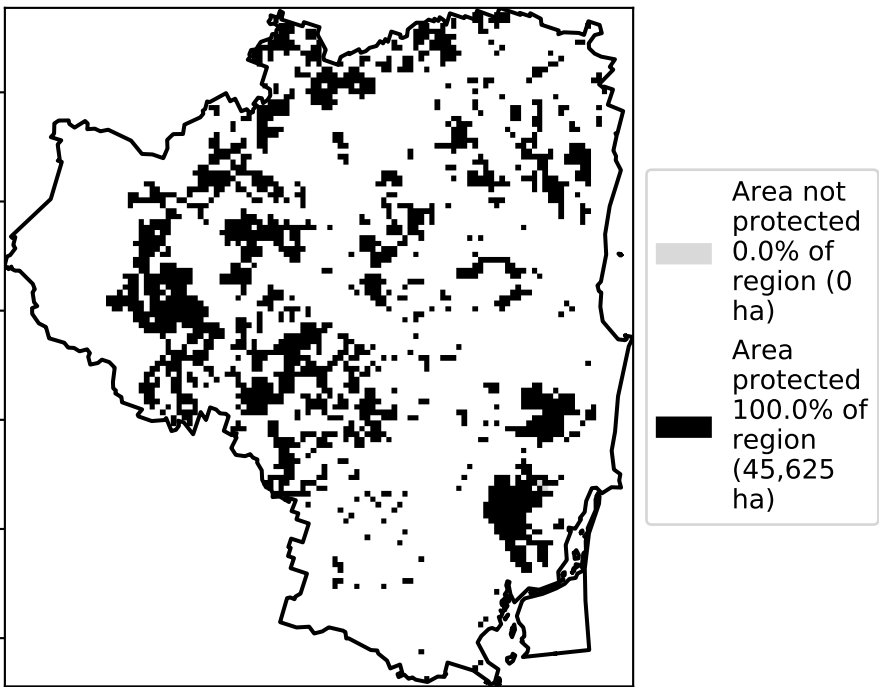 Area not
protected
0.0% of
region (0
ha)
Area
protected
100.0% of
region
(45,625
ha)